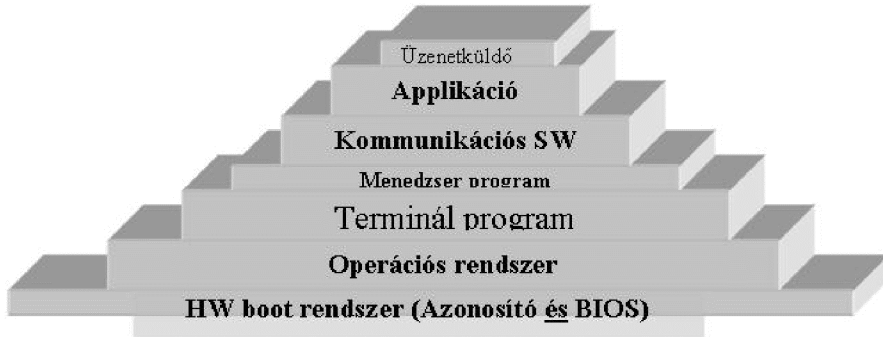 Üzenetküldő
Applikáció
Kommunikációs SW
Menedzser program
Terminál program
Operációs rendszer
HW boot rendszer (Azonosító és BIOS)